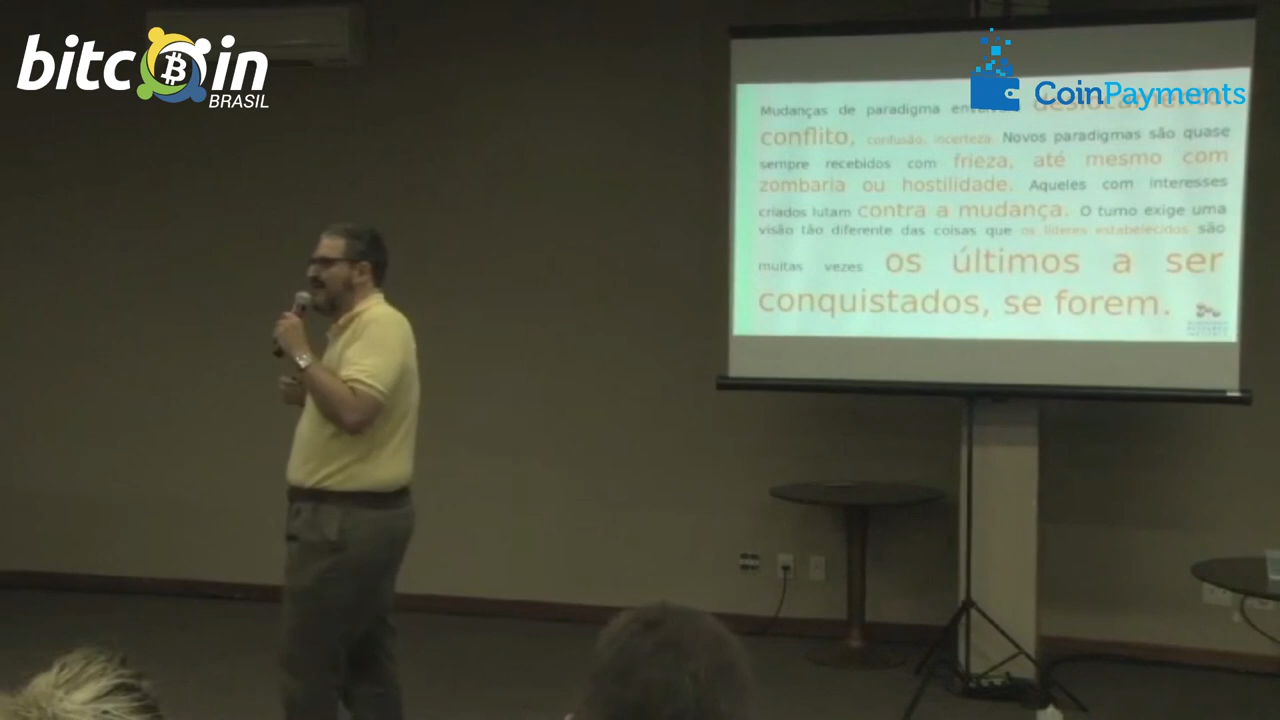 bitcoin
BRASIL
CoinPayments
Mudanças de paradigma
conflito, confusão, incerteza. Novos paradigmas são quase
sempre recebidos com frieza, até mesmo com
zombaria ou hostilidade. Aqueles com interesses
criados lutam contra a mudança. O turno exige uma
visão tão diferente das coisas que os líderes estabelecidos são
muitas vezes os últimos a ser
conquistados, se forem.